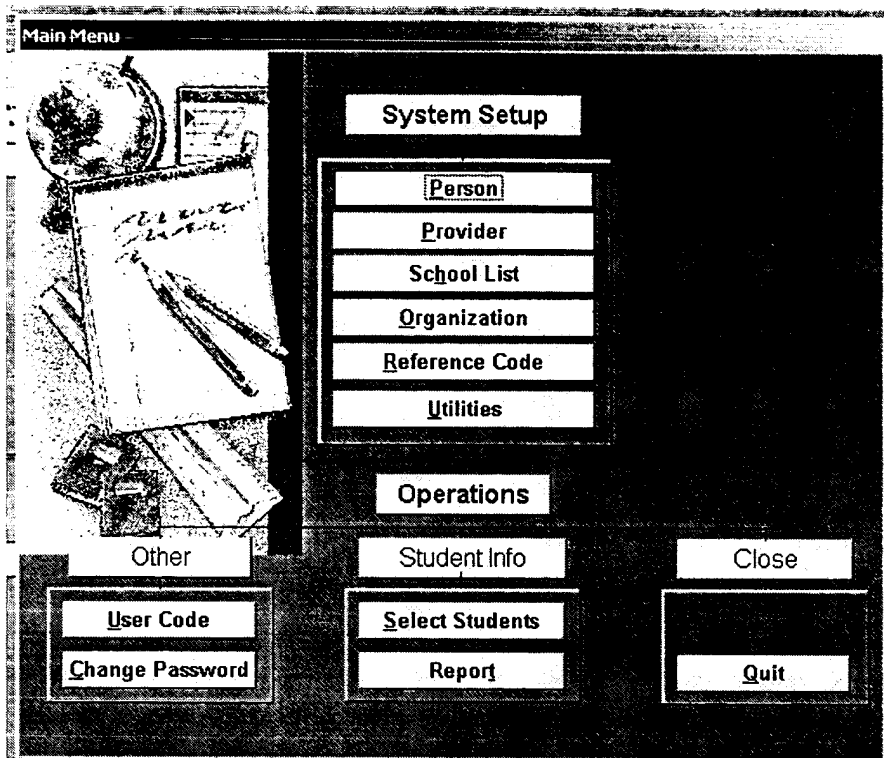 Main Menu
System Setup
Person
Provider
School List
Organization
Reference Code
Utilities
Operations
Other
Student Info
Close
User Code
Select Students
Change Password
Report
Quit